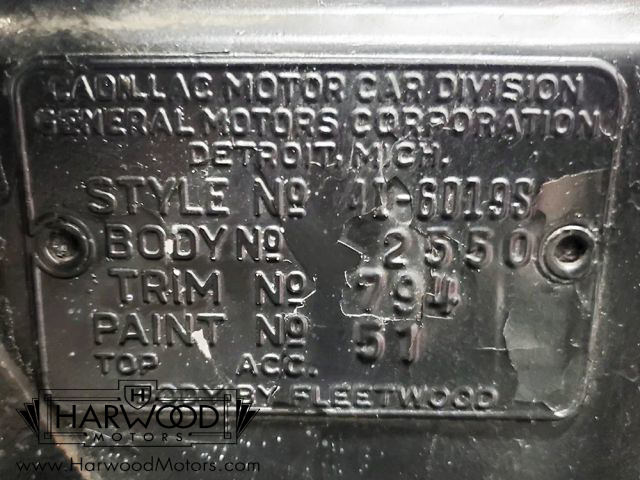 CADILLAC MOTOR CAR DIVISION
GENERAL MOTORS CORPORATION
DETROIT, MICH.
STYLE Nº 41-6019S
BODY Nº 2550
TRIM Nº 794
PAINT Nº 51
TOP ACC.
BODY BY FLEETWOOD
HM
HARWOOD
MOTORS
www.HarwoodMotors.com